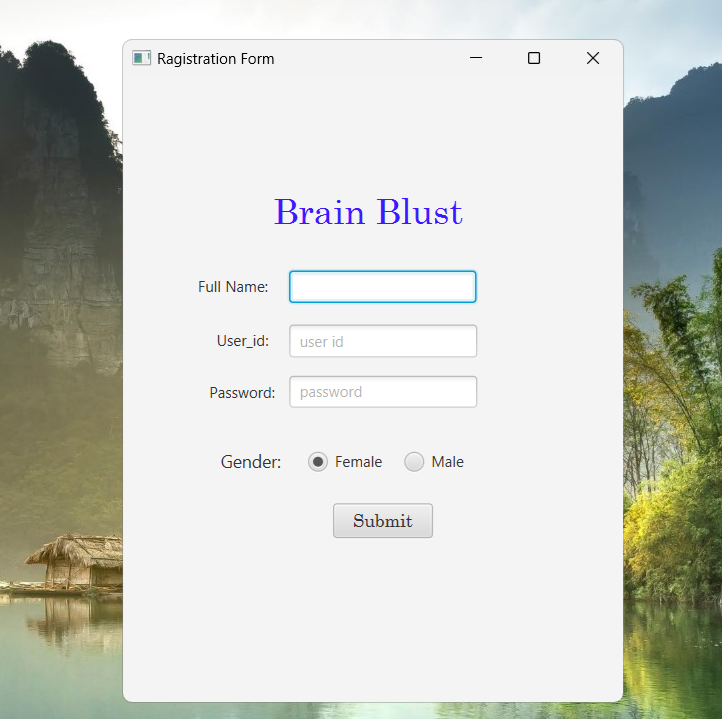 Ragistration Form
Brain Blust
Full Name:
User_id: user id
Password: password
Gender: Female Male
Submit